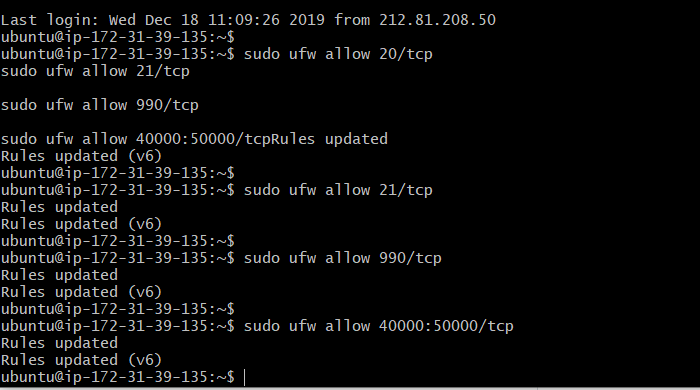 Last login: Wed Dec 18 11:09:26 2019 from 212.81.208.50
ubuntu@ip-172-31-39-135:~$
ubuntu@ip-172-31-39-135:~$ sudo ufw allow 20/tcp
sudo ufw allow 21/tcp
sudo ufw allow 990/tcp
sudo ufw allow 40000:50000/tcpRules updated
Rules updated (v6)
ubuntu@ip-172-31-39-135:~$
ubuntu@ip-172-31-39-135:~$ sudo ufw allow 21/tcp
Rules updated
Rules updated (v6)
ubuntu@ip-172-31-39-135:~$
ubuntu@ip-172-31-39-135:~$ sudo ufw allow 990/tcp
Rules updated
Rules updated (v6)
ubuntu@ip-172-31-39-135:~$
ubuntu@ip-172-31-39-135:~$ sudo ufw allow 40000:50000/tcp
Rules updated
Rules updated (v6)
ubuntu@ip-172-31-39-135:~$